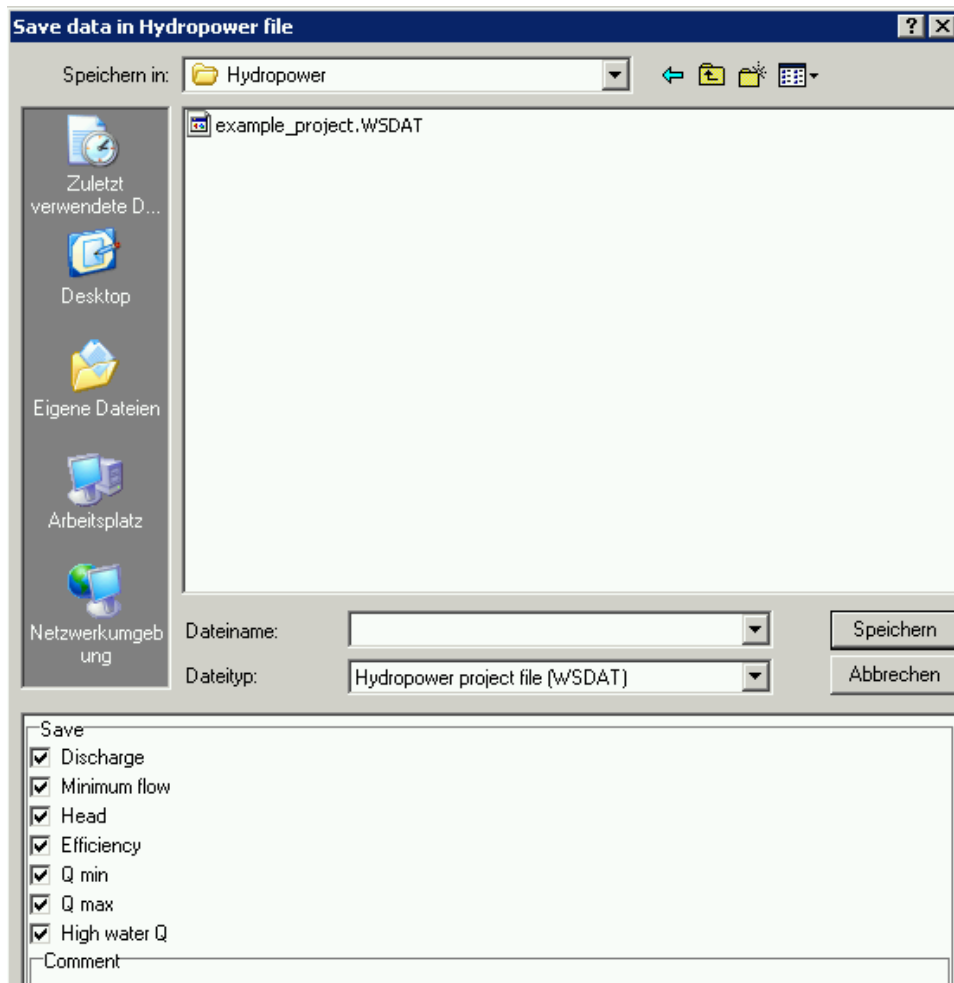 Save data in Hydropower file
Speichern in:
Hydropower
example_project.WSDAT
Zuletzt
verwendete D...
Desktop
Eigene Dateien
Arbeitsplatz
Netzwerkumgeb
ung
Dateiname:
Speichern
Dateityp:
Hydropower project file (WSDAT)
Abbrechen
Save
Discharge
Minimum flow
Head
Efficiency
Q min
Q max
High water Q
Comment